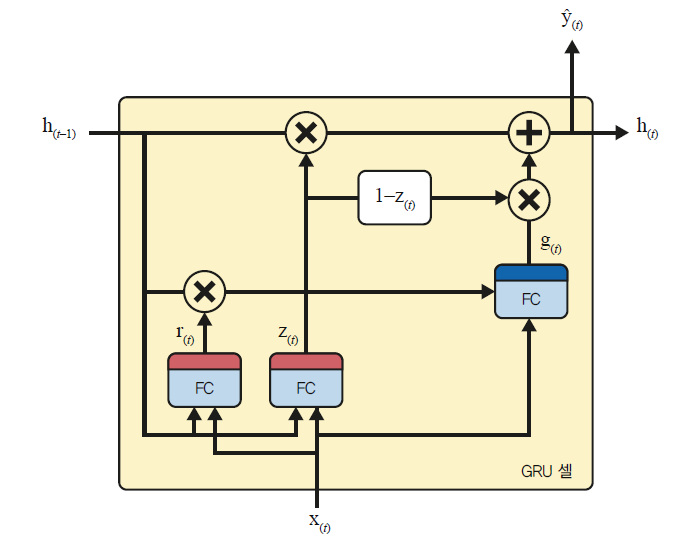 ŷ(t)
h(t–1)
h(t)
1–z(t)
g(t)
FC
r(t)
z(t)
FC
FC
GRU 셀
x(t)